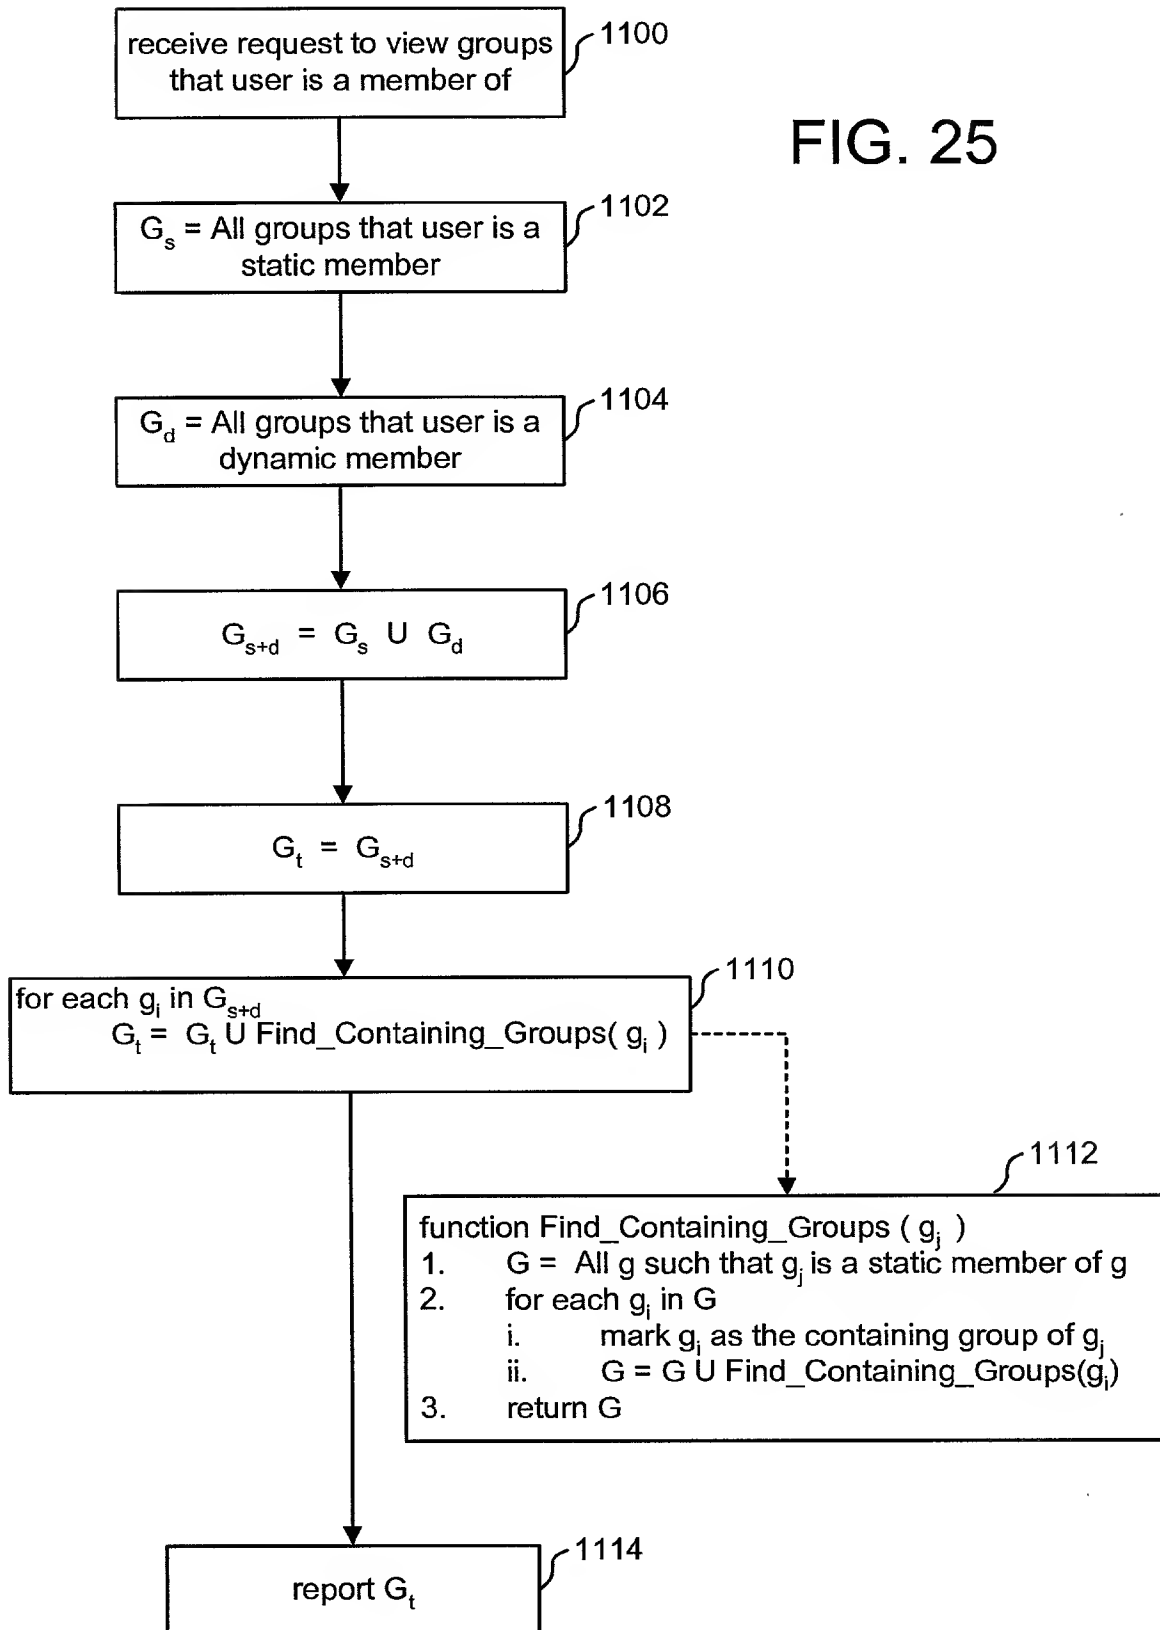 receive request to view groups
that user is a member of
1100
FIG. 25
Gs = All groups that user is a
static member
1102
Gd = All groups that user is a
dynamic member
1104
Gs+d = Gs U Gd
1106
Gt = Gs+d
1108
for each gi in Gs+d
Gt = Gt U Find_Containing_Groups( gi )
1110
1112
function Find_Containing_Groups ( gj )
1. G = All g such that gj is a static member of g
2. for each gi in G
i. mark gi as the containing group of gj
ii. G = G U Find_Containing_Groups(gi)
3. return G
report Gt
1114